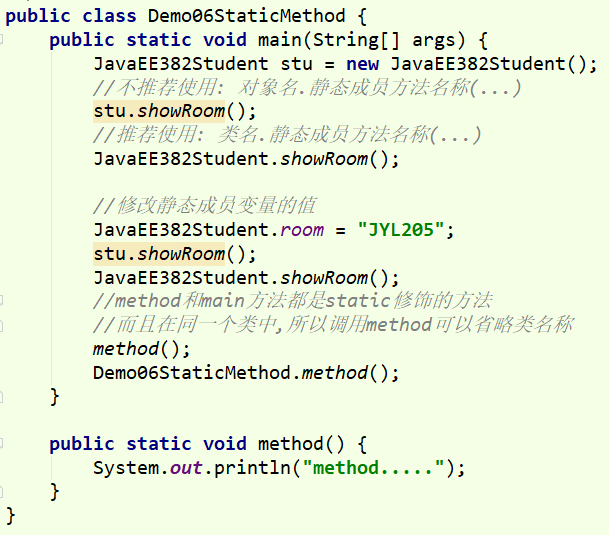 public class Demo06StaticMethod {
public static void main(String[] args) {
JavaEE382Student stu = new JavaEE382Student();
//不推荐使用: 对象名.静态成员方法名称(...)
stu.showRoom();
//推荐使用: 类名.静态成员方法名称(...)
JavaEE382Student.showRoom();
//修改静态成员变量的值
JavaEE382Student.room = "JYL205";
stu.showRoom();
JavaEE382Student.showRoom();
//method和main方法都是static修饰的方法
//而且在同一个类中,所以调用method可以省略类名称
method();
Demo06StaticMethod.method();
}
public static void method() {
System.out.println("method.....");
}
}